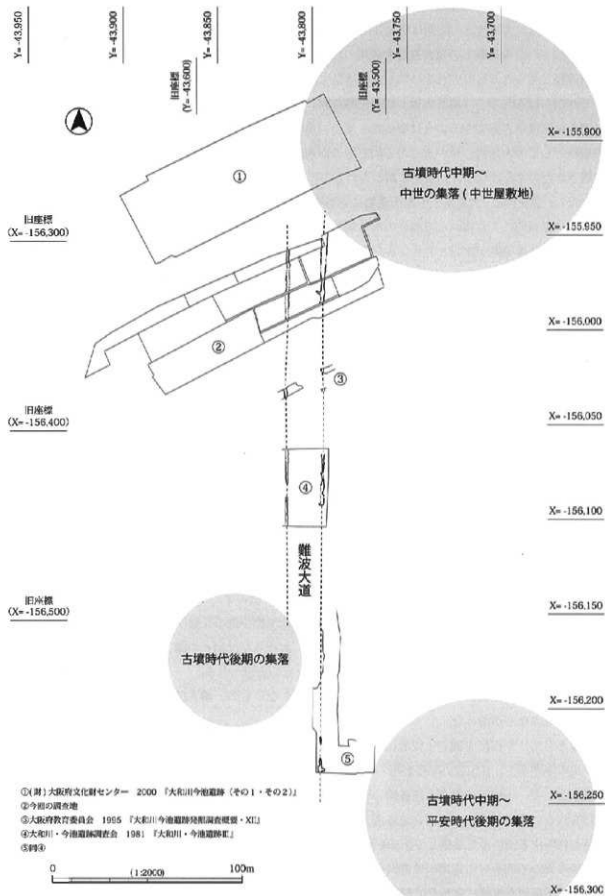 Y= -43.950
Y= -43.900
Y= -43.850
Y= -43.800
Y= -43.750
Y= -43.700
旧座標
(Y= -43.600)
旧座標
(Y= -43.500)
X= -155.900
①
古墳時代中期～
中世の集落 ( 中世屋敷地)
旧座標
(X= -156,300)
X= -155,950
X= -156,000
②
③
旧座標
(X= -156,400)
X= -156,050
④
X= -156,100
難波大道
旧座標
(X= -156,500)
X= -156,150
古墳時代後期の集落
X= -156,200
⑤
X= -156,250
古墳時代中期～
平安時代後期の集落
①(財) 大阪府文化財センター 2000 『大和川今池遺跡 (その1・その2)』
②今回の調査地
③大阪府教育委員会 1995 『大和川今池遺跡発掘調査概要・XII』
④大和川・今池遺跡調査会 1981 『大和川・今池遺跡Ⅲ』
⑤同④
0 (1:2000) 100m
X= -156,300